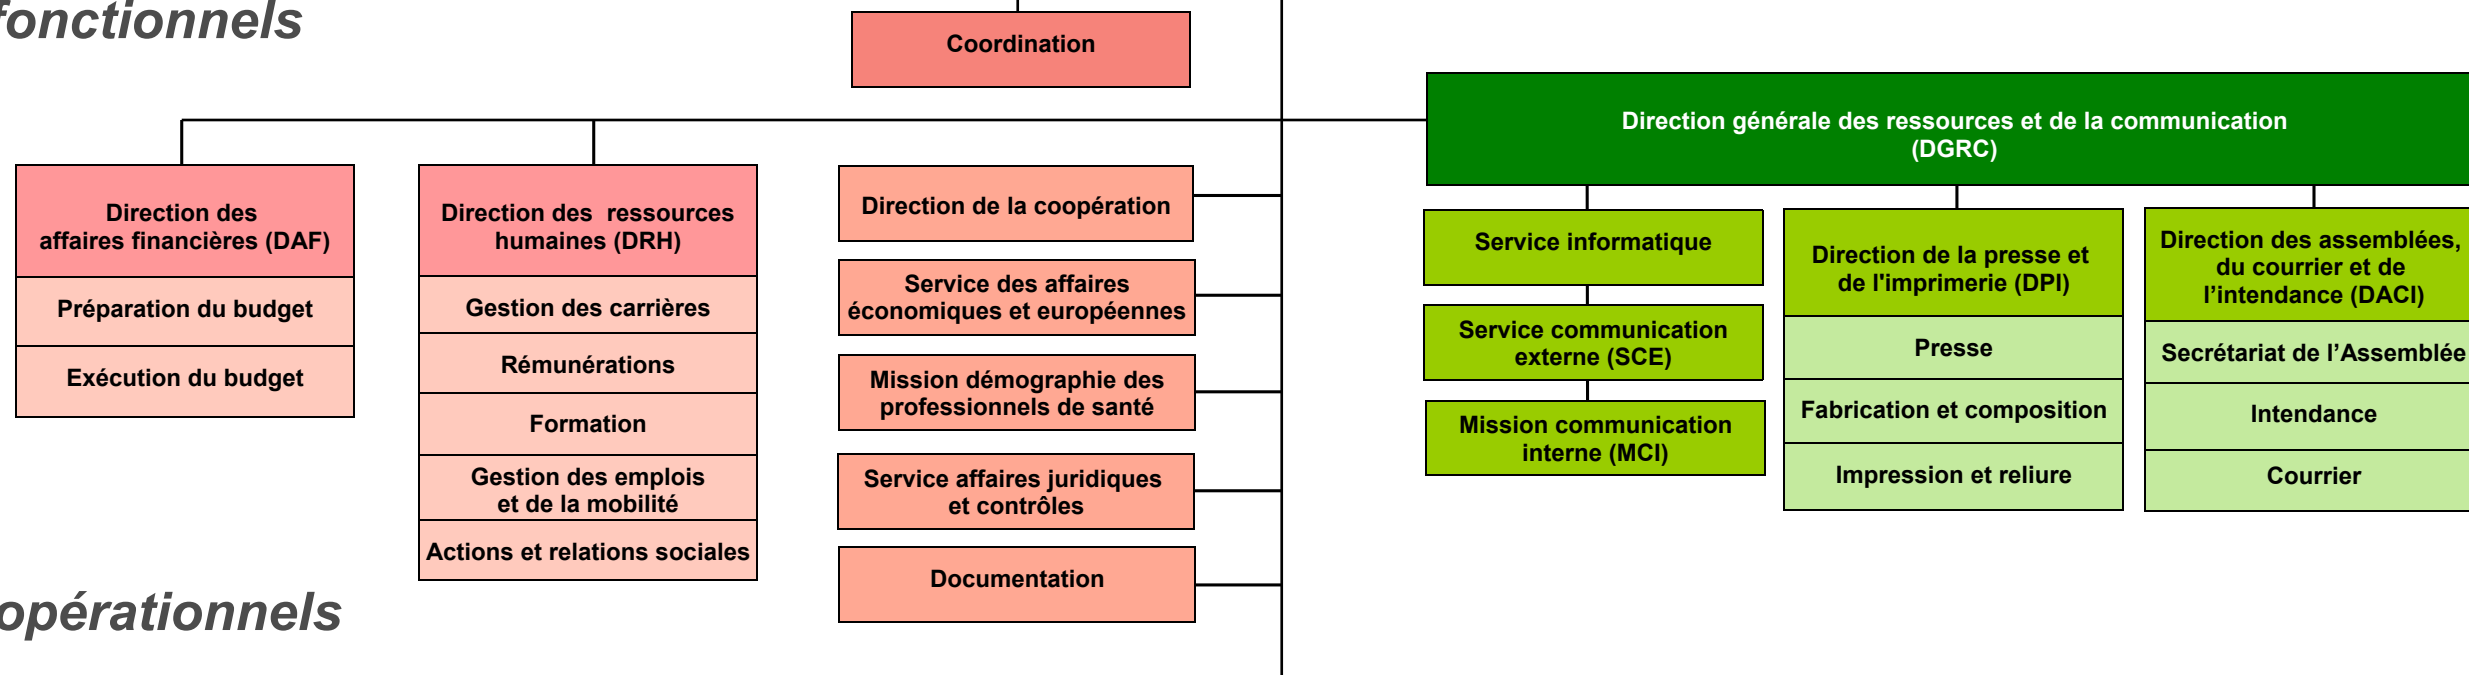 fonctionnels
Coordination
Direction générale des ressources et de la communication
(DGRC)
Direction des
affaires financières (DAF)
Préparation du budget
Exécution du budget
Direction des  ressources
humaines (DRH)
Gestion des carrières
Rémunérations
Formation
Gestion des emplois
et de la mobilité
Actions et relations sociales
Direction de la coopération
Service des affaires
économiques et européennes
Mission démographie des
professionnels de santé
Service affaires juridiques
et contrôles
Documentation
Service informatique
Service communication
externe (SCE)
Mission communication
interne (MCI)
Direction de la presse et
de l'imprimerie (DPI)
Presse
Fabrication et composition
Impression et reliure
Direction des assemblées,
du courrier et de
l’intendance (DACI)
Secrétariat de l’Assemblée
Intendance
Courrier
opérationnels